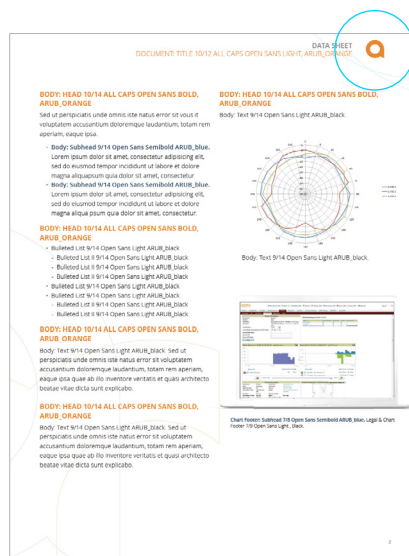 DATA SHEET
DOCUMENT: TITLE 10/12 ALL CAPS OPEN SANS LIGHT, ARUB_ORANGE
BODY: HEAD 10/14 ALL CAPS OPEN SANS BOLD,
ARUB_ORANGE
Sed ut perspiciatis unde omnis iste natus error sit vous it
voluptatem accusantium doloremque laudantium, totam rem
aperiam, eaque ipsa.
· Body: Subhead 9/14 Open Sans Semibold ARUB_blue.
Lorem ipsum dolor sit amet, consectetur adipisicing elit,
sed do eiusmod tempor incididunt ut labore et dolore
magna aliquapsum quia dolor sit amet, consectetur.
· Body: Subhead 9/14 Open Sans Semibold ARUB_blue.
Lorem ipsum dolor sit amet, consectetur adipisicing elit,
sed do eiusmod tempor incididunt ut labore et dolore
magna aliqua psum quia dolor sit amet, consectetur.
BODY: HEAD 10/14 ALL CAPS OPEN SANS BOLD,
ARUB_ORANGE
• Bulleted List 9/14 Open Sans Light ARUB_black
- Bulleted List II 9/14 Open Sans Light ARUB_black
- Bulleted List II 9/14 Open Sans Light ARUB_black
- Bulleted List II 9/14 Open Sans Light ARUB_black
• Bulleted List 9/14 Open Sans Light ARUB_black
• Bulleted List 9/14 Open Sans Light ARUB_black
- Bulleted List II 9/14 Open Sans Light ARUB_black
- Bulleted List II 9/14 Open Sans Light ARUB_black
BODY: HEAD 10/14 ALL CAPS OPEN SANS BOLD,
ARUB_ORANGE
Body: Text 9/14 Open Sans Light ARUB_black. Sed ut
perspiciatis unde omnis iste natus error sit voluptatem
accusantium doloremque laudantium, totam rem aperiam,
eaque ipsa quae ab illo inventore veritatis et quasi architecto
beatae vitae dicta sunt explicabo.
BODY: HEAD 10/14 ALL CAPS OPEN SANS BOLD,
ARUB_ORANGE
Body: Text 9/14 Open Sans Light ARUB_black. Sed ut
perspiciatis unde omnis iste natus error sit voluptatem
accusantium doloremque laudantium, totam rem aperiam,
eaque ipsa quae ab illo inventore veritatis et quasi architecto
beatae vitae dicta sunt explicabo.
BODY: HEAD 10/14 ALL CAPS OPEN SANS BOLD,
ARUB_ORANGE
Body: Text 9/14 Open Sans Light ARUB_black.
Body: Text 9/14 Open Sans Light ARUB_black.
Chart Footer: Subhead 7/8 Open Sans Semibold ARUB_blue. Legal & Chart
Footer 7/9 Open Sans Light , Black.
2